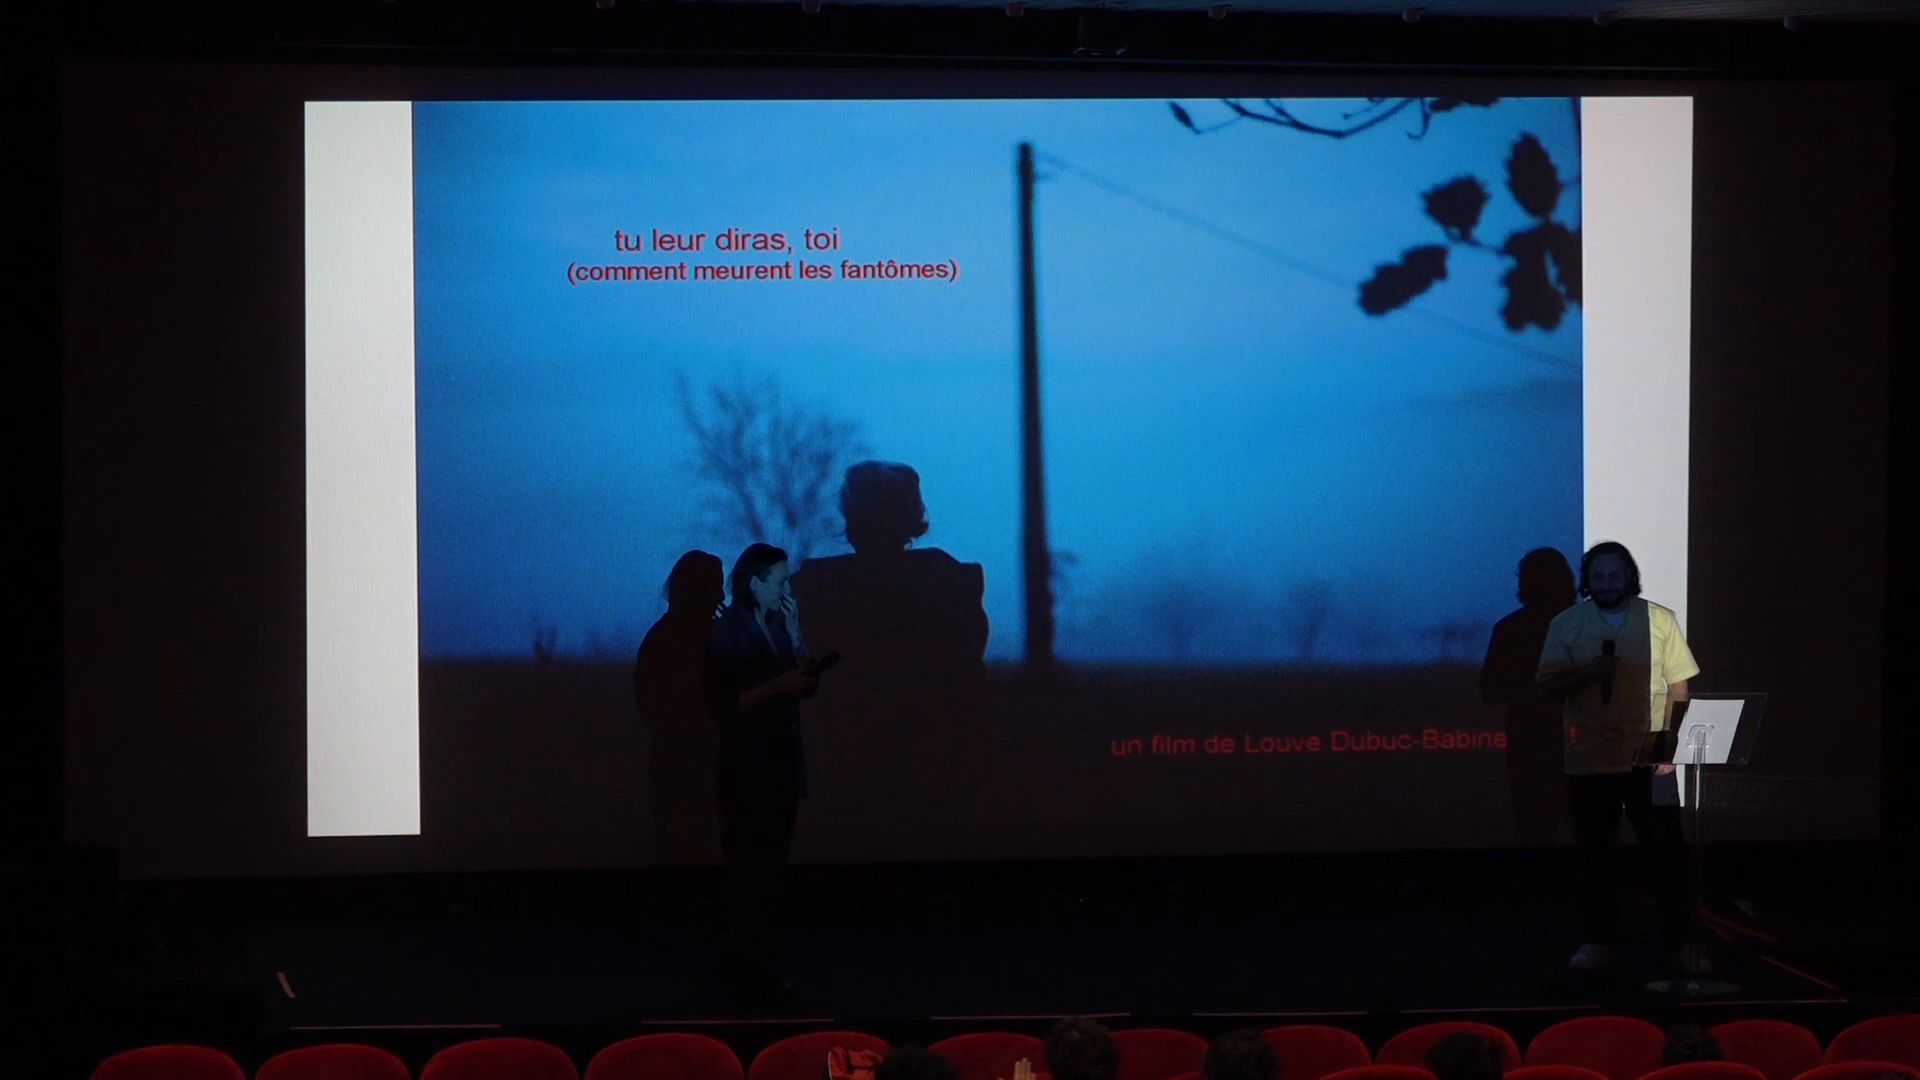 tu leur diras, toi
(comment meurent les fantômes)
un film de Louve Dubuc-Babine